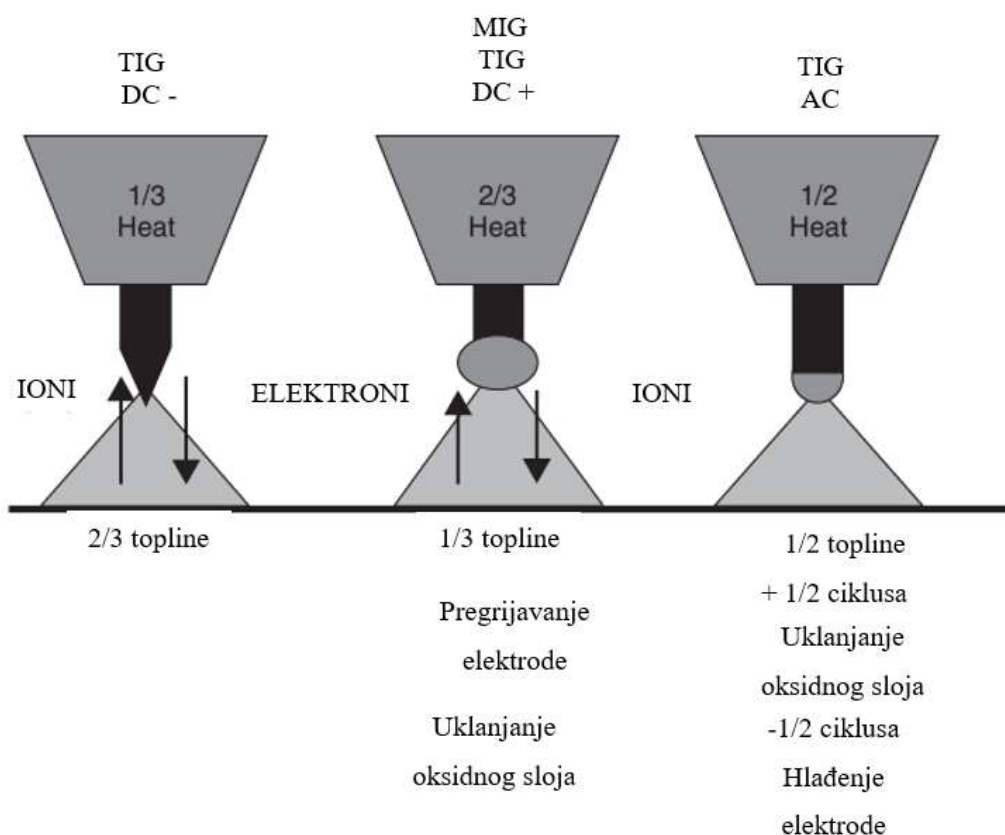 TIG
DC -
MIG
TIG
DC +
TIG
AC
1/3
Heat
2/3
Heat
1/2
Heat
IONI
ELEKTRONI
IONI
2/3 topline
1/3 topline
Pregrijavanje
elektrode
Uklanjanje
oksidnog sloja
1/2 topline
+ 1/2 ciklusa
Uklanjanje
oksidnog sloja
-1/2 ciklusa
Hlađenje
elektrode